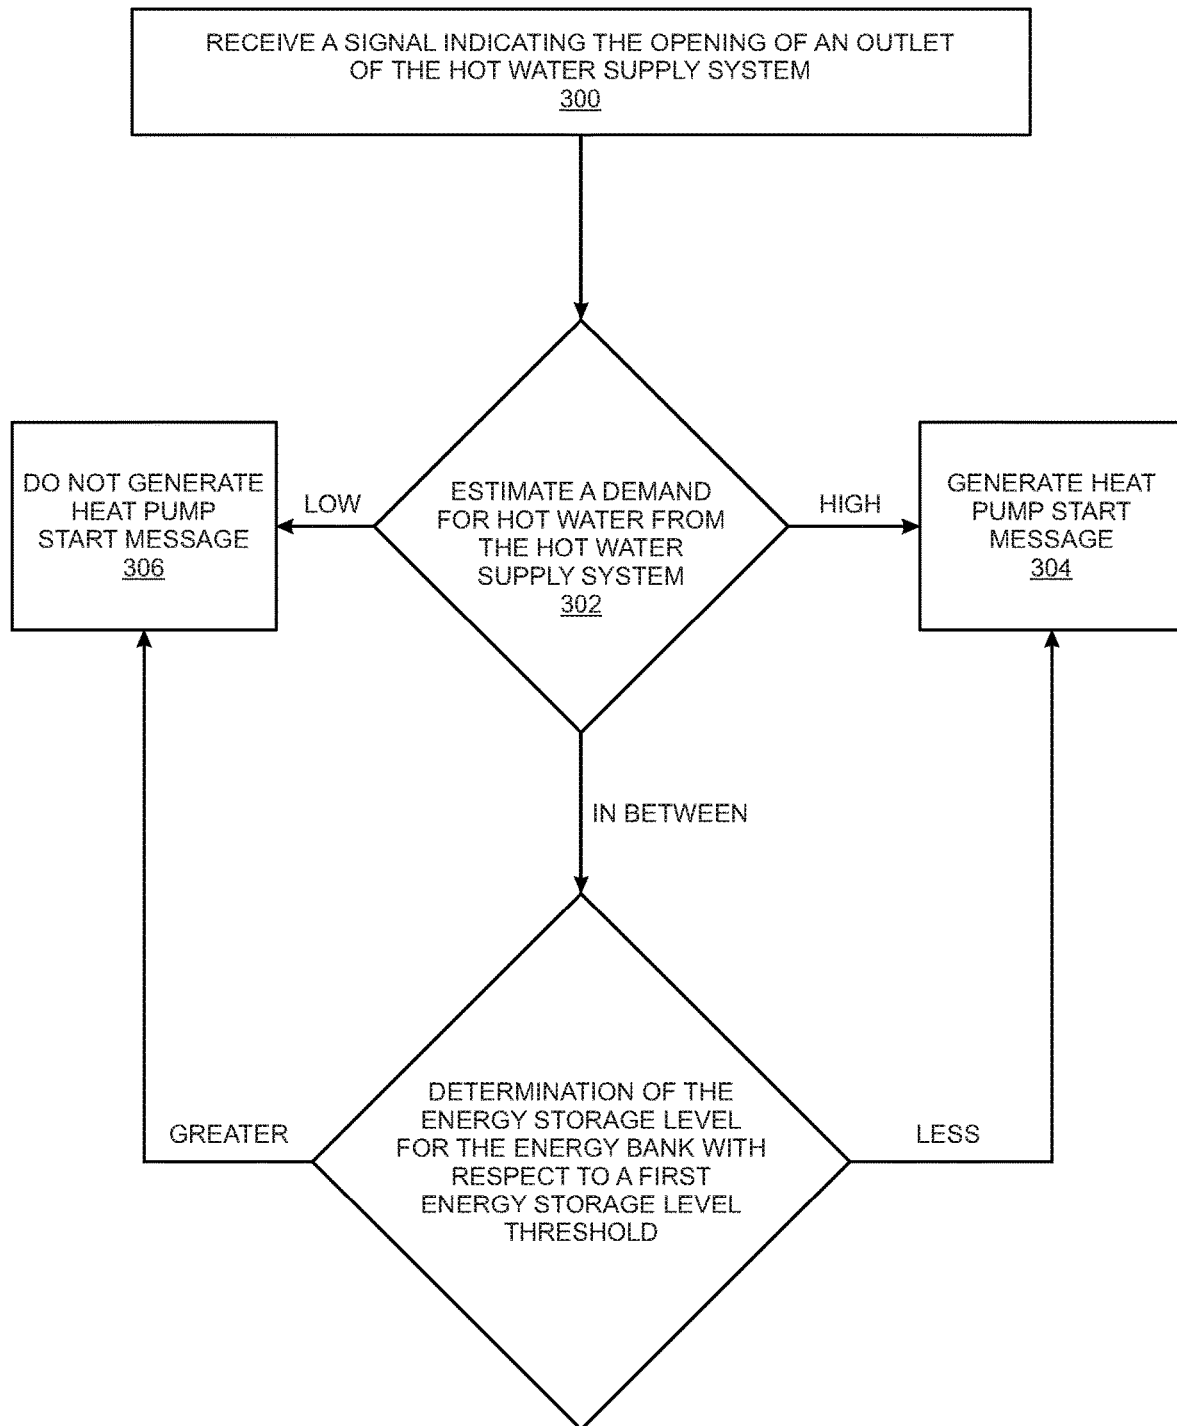 RECEIVE A SIGNAL INDICATING THE OPENING OF AN OUTLET
OF THE HOT WATER SUPPLY SYSTEM
300
DO NOT GENERATE
HEAT PUMP
START MESSAGE
306
LOW
ESTIMATE A DEMAND
FOR HOT WATER FROM
THE HOT WATER
SUPPLY SYSTEM
302
HIGH
GENERATE HEAT
PUMP START
MESSAGE
304
IN BETWEEN
GREATER
DETERMINATION OF THE
ENERGY STORAGE LEVEL
FOR THE ENERGY BANK WITH
RESPECT TO A FIRST
ENERGY STORAGE LEVEL
THRESHOLD
LESS